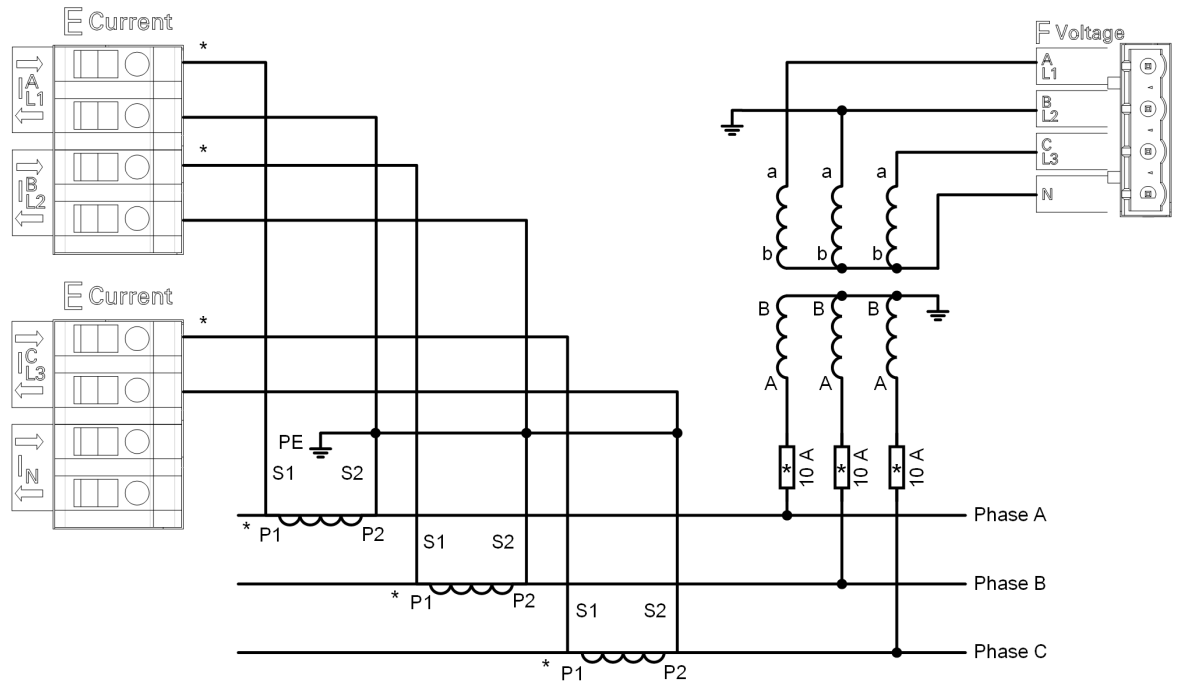 E Current
*
I A L1
*
I B L2
E Current
*
I C L3
I N
F Voltage
A
L1
B
L2
C
L3
N
a a a
b b b
B B B
A A A
PE
S1 S2
* 10 A * 10 A * 10 A
* P1 P2 Phase A
S1 S2
* P1 P2 Phase B
S1 S2
* P1 P2 Phase C